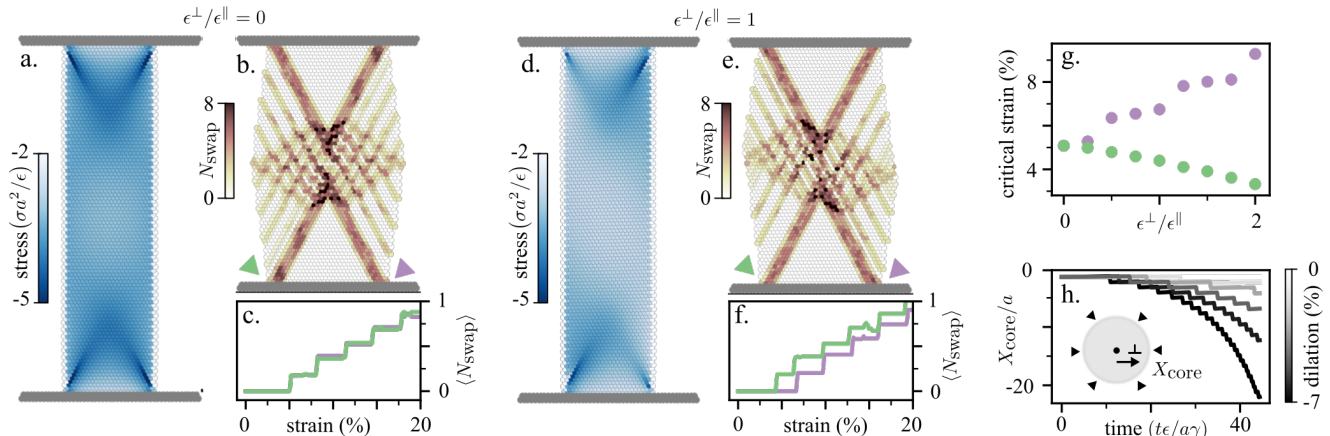 ϵ⊥/ϵ∥ = 0
ϵ⊥/ϵ∥ = 1
a.
stress (σa²/ϵ)
-2
-5
b.
N_swap
8
0
c.
⟨N_swap⟩
1
0
0
20
strain (%)
d.
stress (σa²/ϵ)
-2
-5
e.
N_swap
8
0
f.
⟨N_swap⟩
1
0
0
20
strain (%)
g.
critical strain (%)
8
4
0
2
ϵ⊥/ϵ∥
h.
X_core/a
0
-10
-20
⊥
X_core
0
40
time (tϵ/aγ)
0
-7
dilation (%)